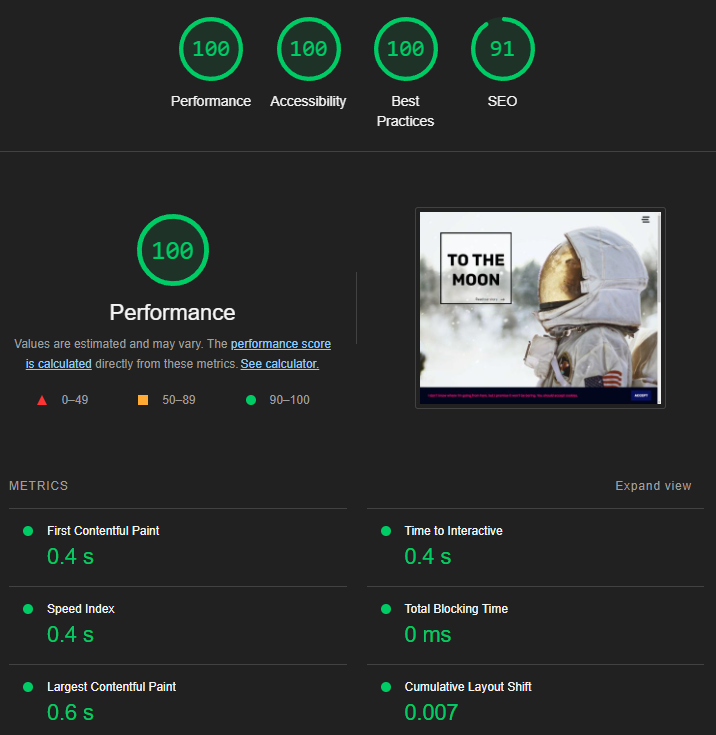 100 100 100 91
Performance Accessibility Best Practices SEO
100
Performance
Values are estimated and may vary. The performance score
is calculated directly from these metrics. See calculator.
0–49 50–89 90–100
TO THE
MOON
ACCEPT
METRICS Expand view
First Contentful Paint
0.4 s
Time to Interactive
0.4 s
Speed Index
0.4 s
Total Blocking Time
0 ms
Largest Contentful Paint
0.6 s
Cumulative Layout Shift
0.007